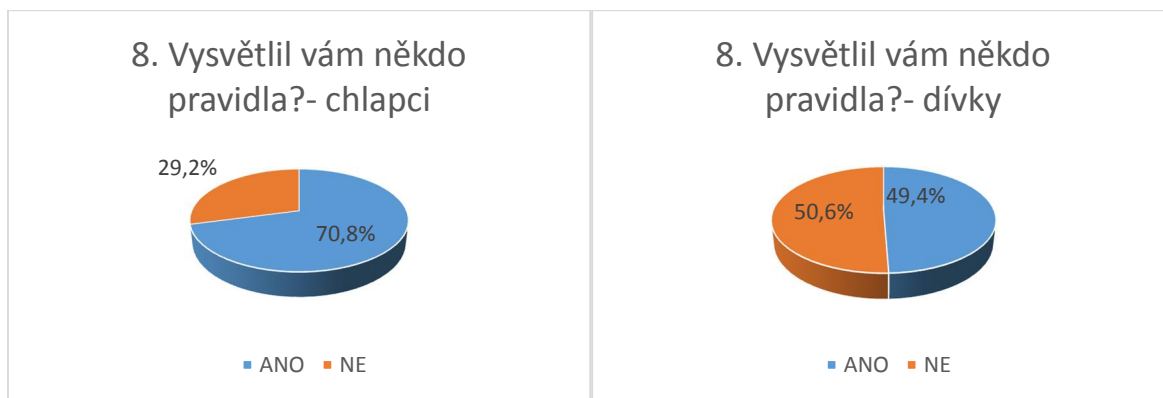 8. Vysvětlil vám někdo
pravidla?- chlapci
29,2%
70,8%
ANO NE
8. Vysvětlil vám někdo
pravidla?- dívky
50,6%
49,4%
ANO NE